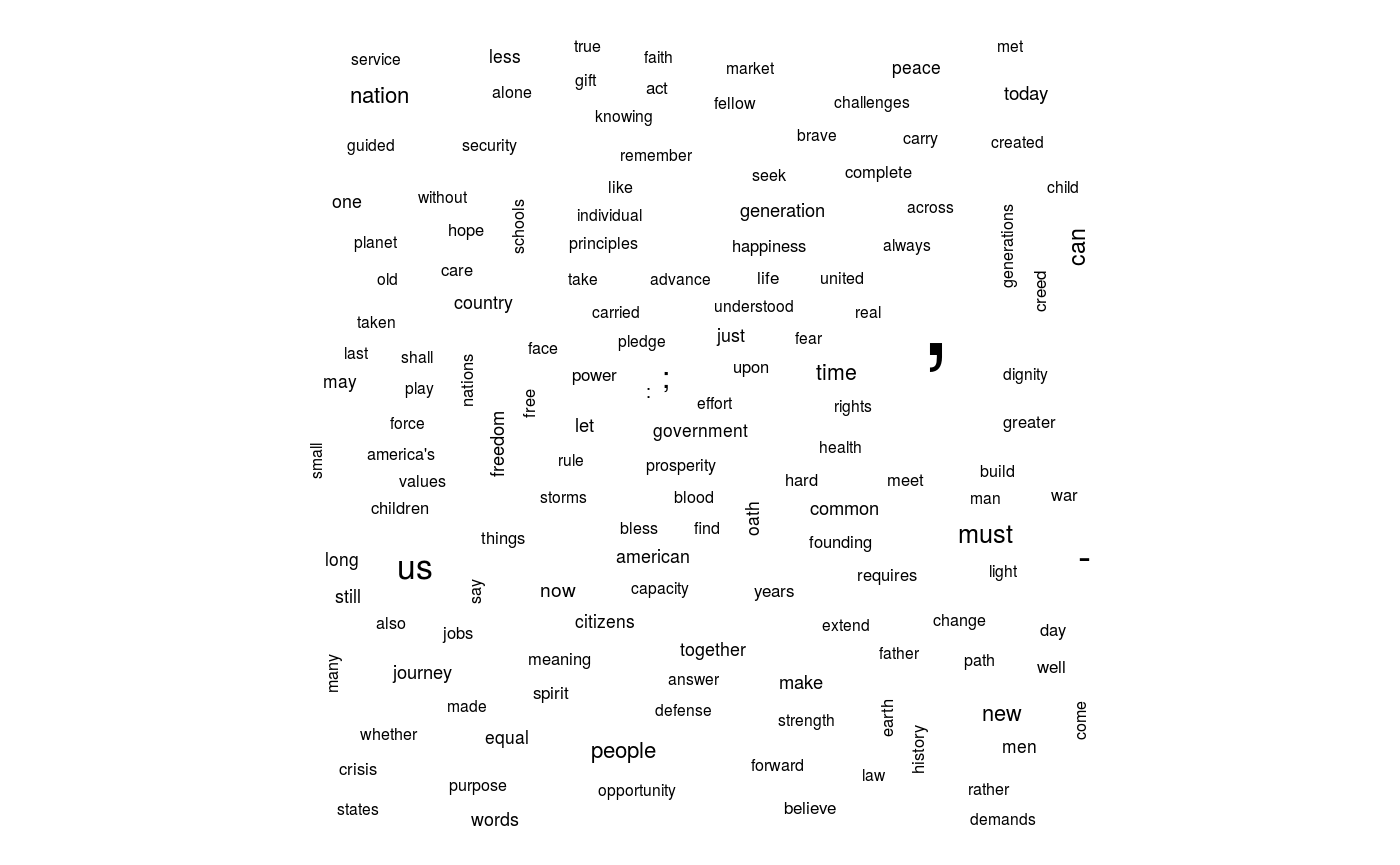 true met
service less faith market peace
nation alone gift act fellow challenges today
knowing
guided security remember brave carry created
seek complete
one without like child
schools individual generation across generations can
planet hope principles happiness always
old care take advance life united creed
country carried understood real
taken
last shall face pledge just fear ,
may play nations power : ; upon time dignity
free effort rights
force freedom let government greater
small america's rule prosperity health
values hard meet build
children storms blood oath common man war
things bless find founding must
long us american requires light -
still say now capacity years
also jobs citizens extend change day
many journey meaning together father path well
spirit answer make
made defense strength earth new come
whether equal people history men
crisis forward law
purpose opportunity rather
states words believe demands